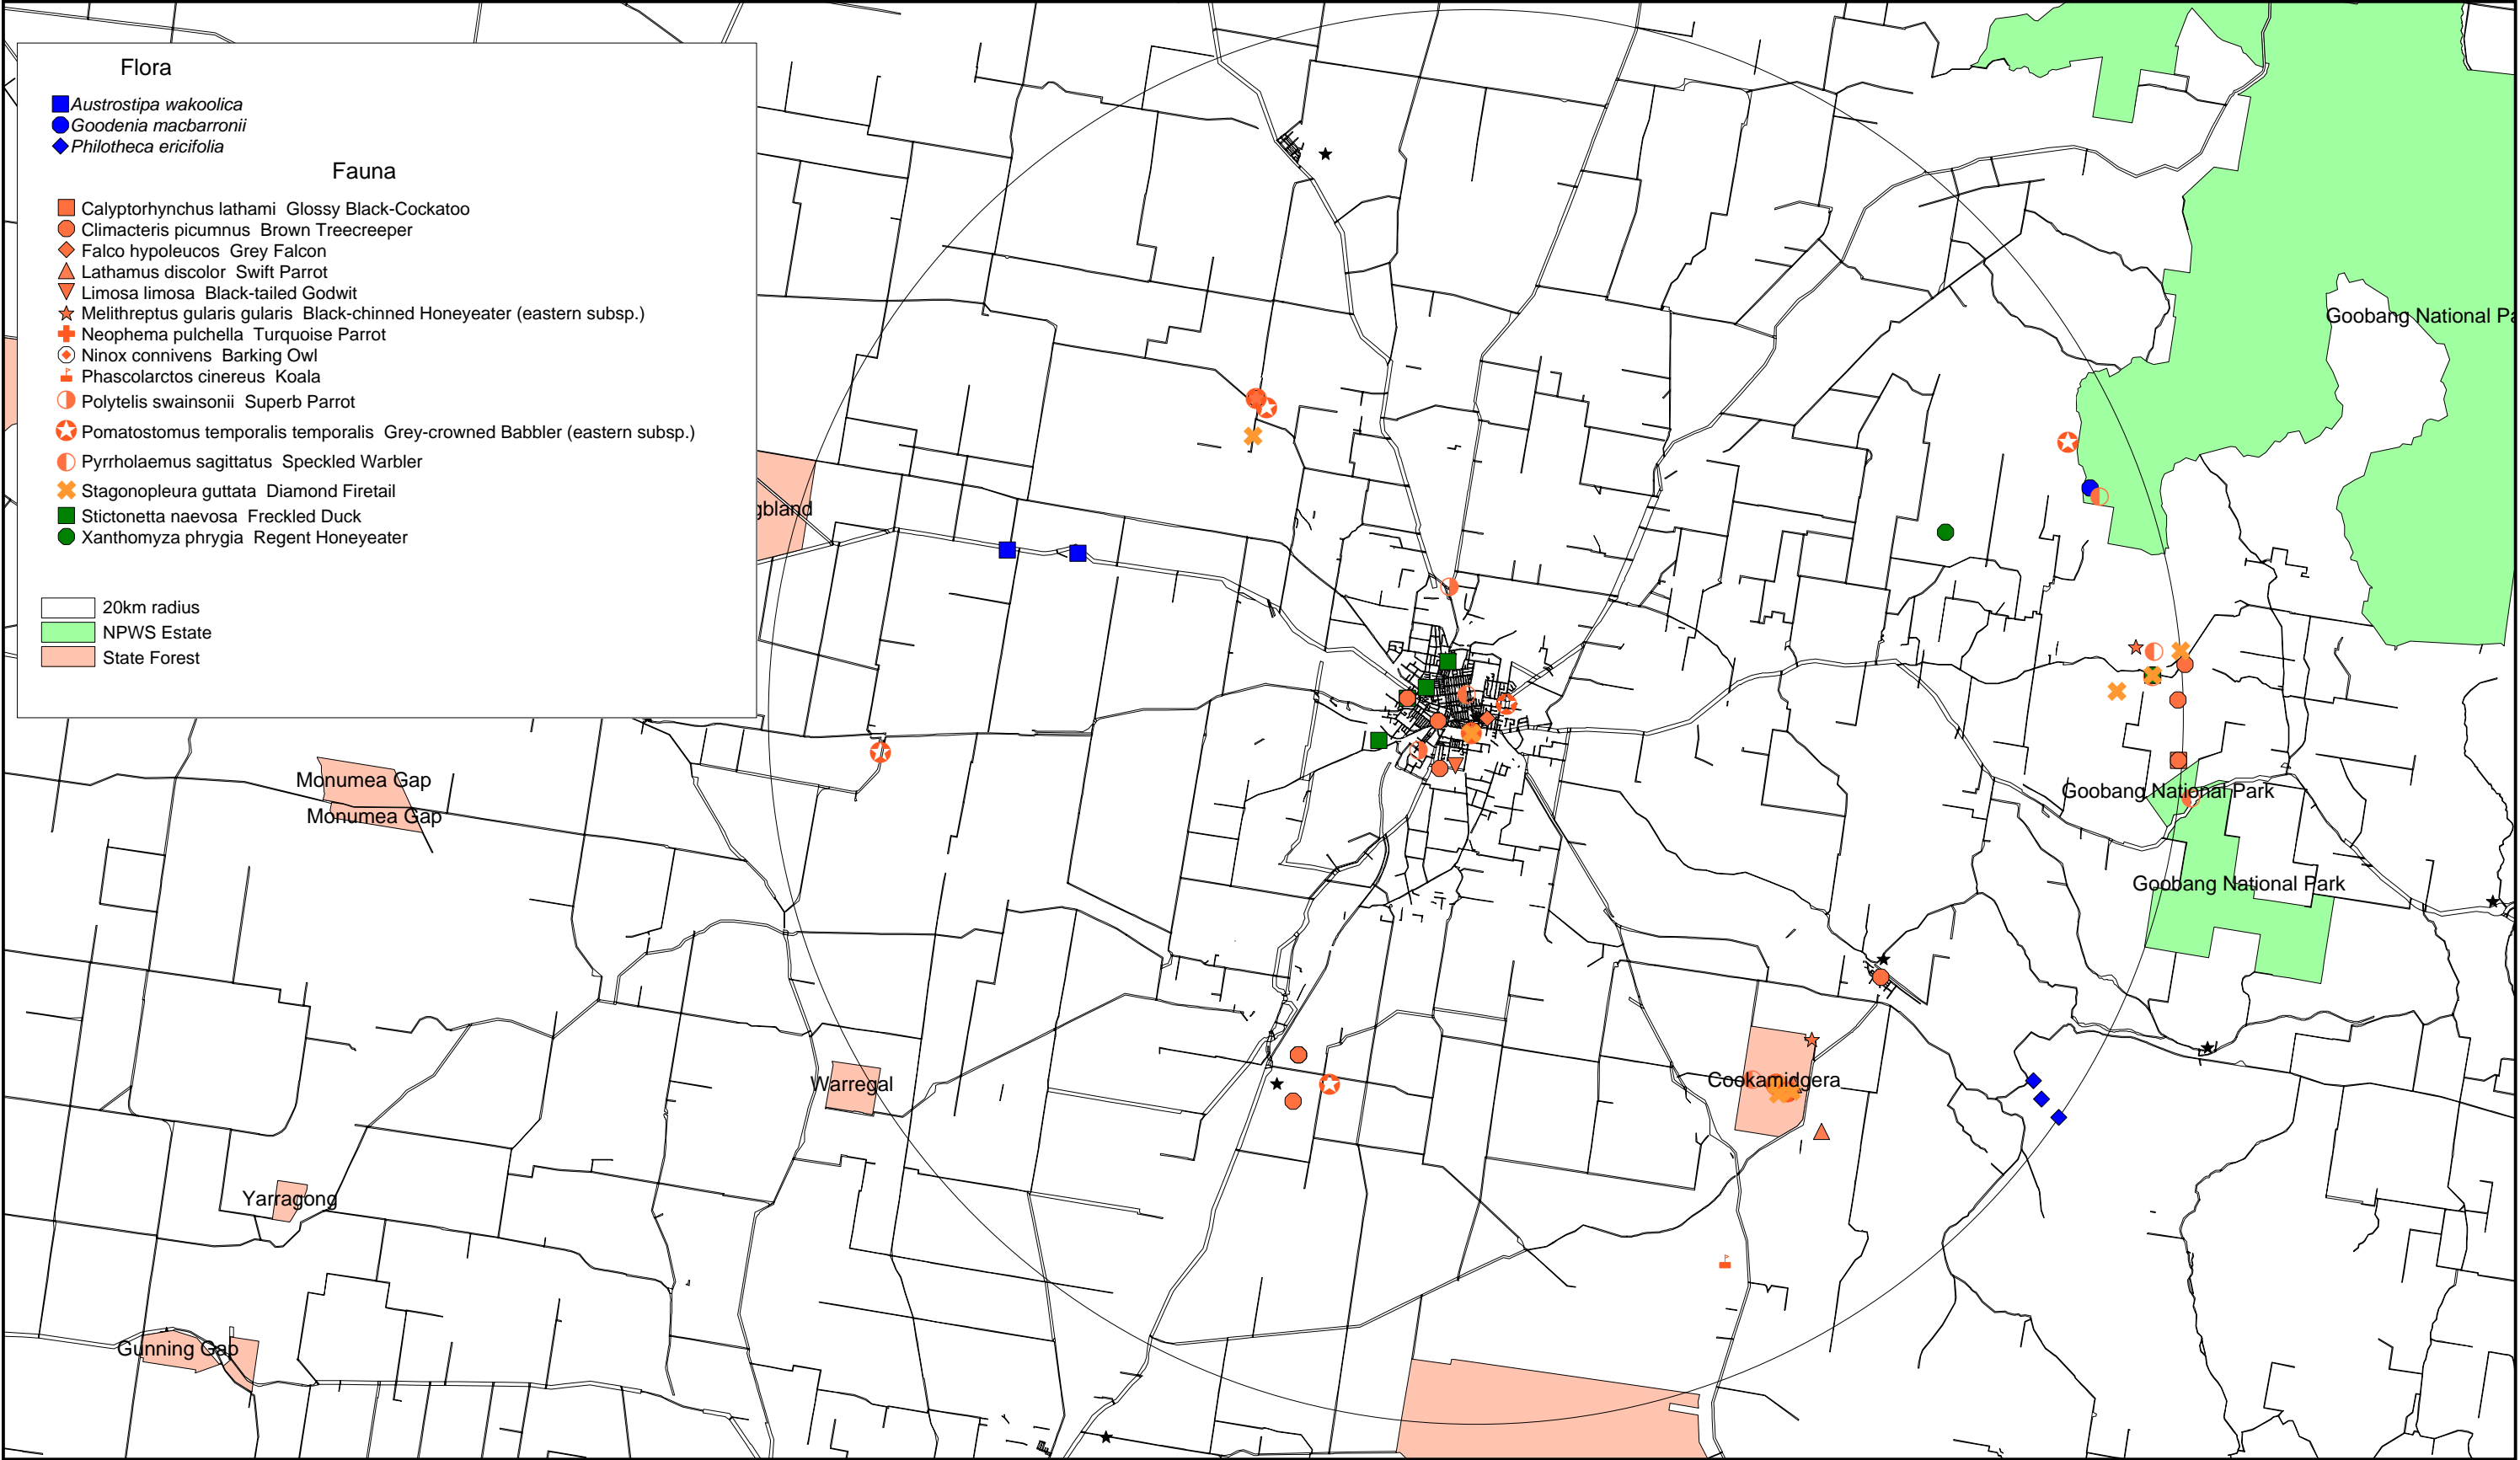 Flora
Austrostipa wakoolica
Goodenia macbarronii
Philotheca ericifolia
Fauna
Calyptorhynchus lathami Glossy Black-Cockatoo
Climacteris picumnus Brown Treecreeper
Falco hypoleucos Grey Falcon
Lathamus discolor Swift Parrot
Limosa limosa Black-tailed Godwit
Melithreptus gularis gularis Black-chinned Honeyeater (eastern subsp.)
Neophema pulchella Turquoise Parrot
Ninox connivens Barking Owl
Phascolarctos cinereus Koala
Polytelis swainsonii Superb Parrot
Pomatostomus temporalis temporalis Grey-crowned Babbler (eastern subsp.)
Pyrrholaemus sagittatus Speckled Warbler
Stagonopleura guttata Diamond Firetail
Stictonetta naevosa Freckled Duck
Xanthomyza phrygia Regent Honeyeater
20km radius
NPWS Estate
State Forest
Goobang National Pa
gbland
Monumea Gap
Monumea Gap
Goobang National Park
Goobang National Park
Warregal
Cookamidgera
Yarragong
Gunning Gap